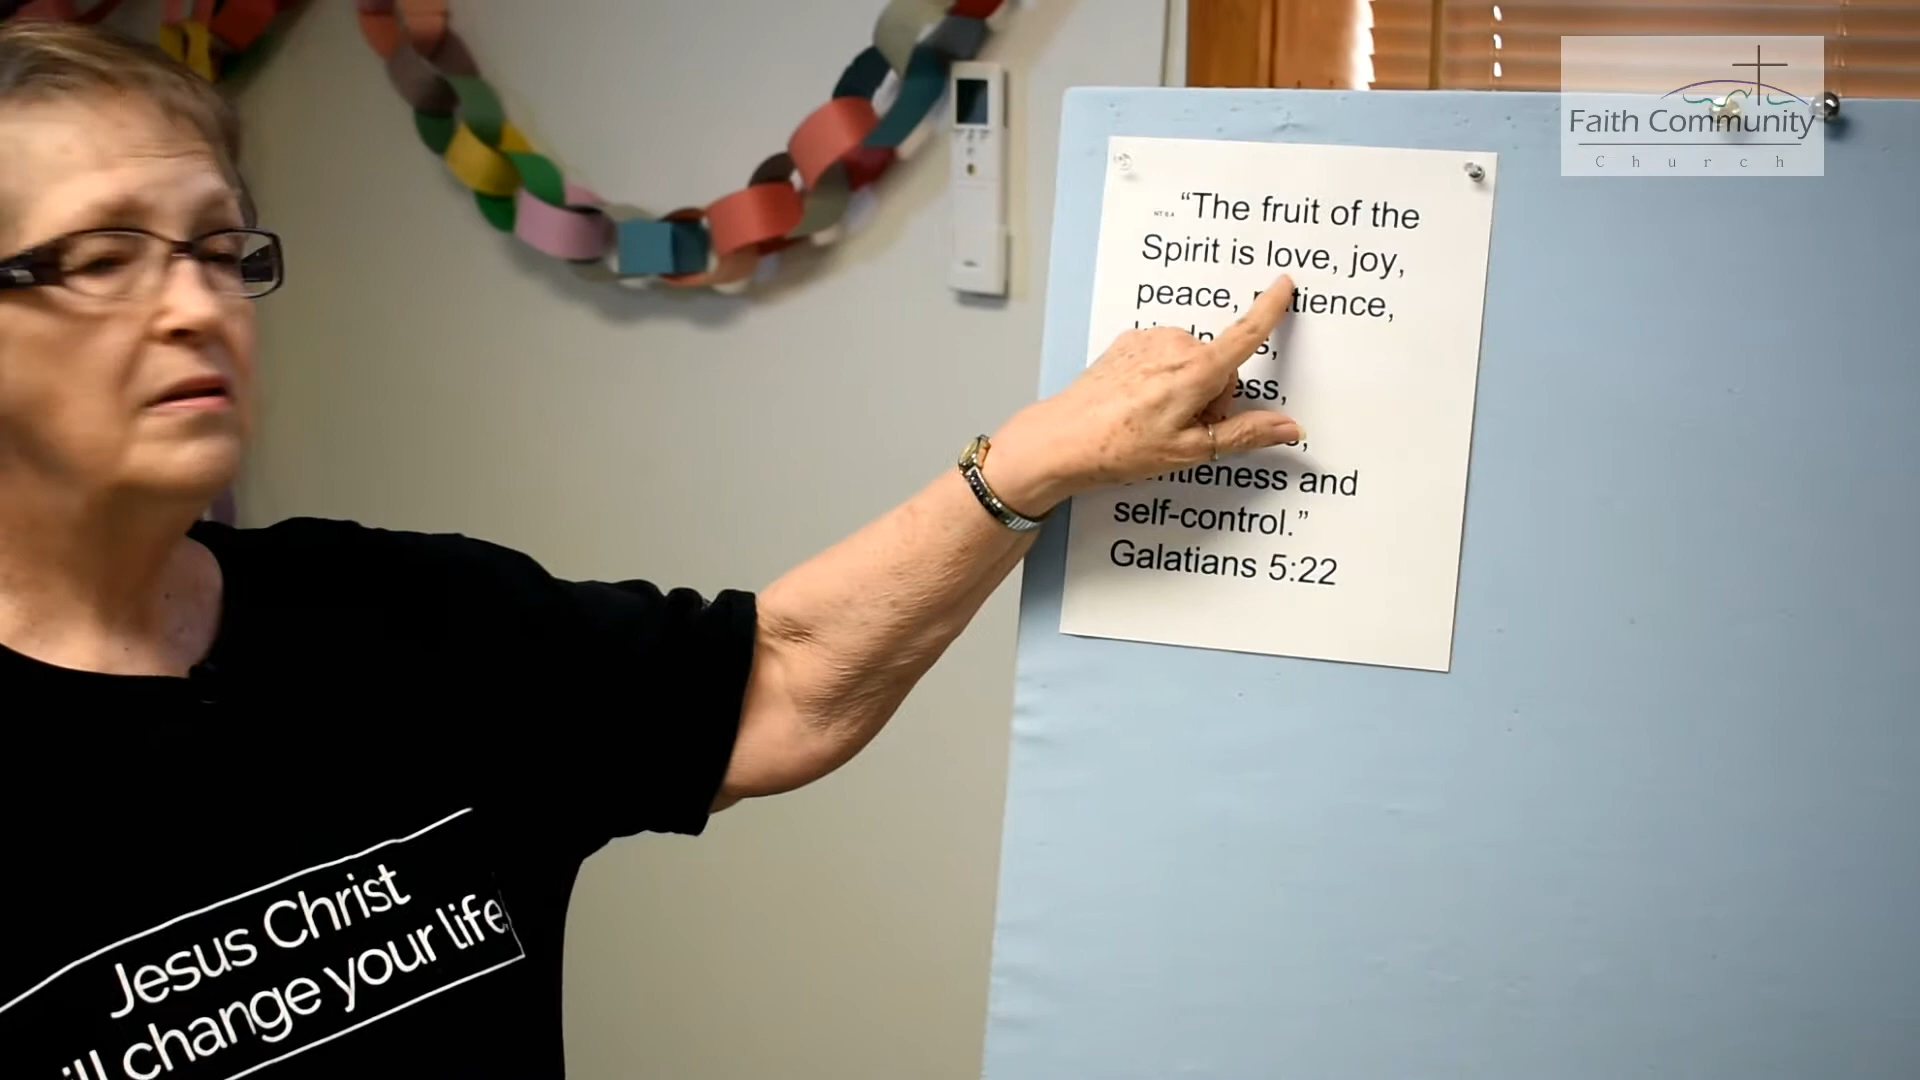 Faith Community
Church
“The fruit of the
Spirit is love, joy,
peace,
and
self-control.”
Galatians 5:22
Jesus Christ
change your life